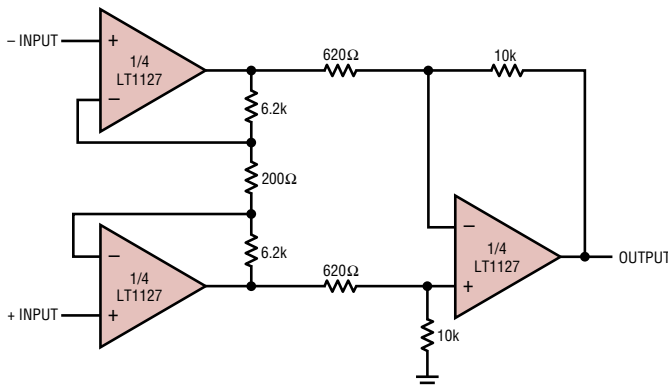 – INPUT
+
1/4
LT1127
–
620Ω
10k
6.2k
200Ω
–
1/4
LT1127
+
+ INPUT
6.2k
620Ω
–
1/4
LT1127
+
OUTPUT
10k